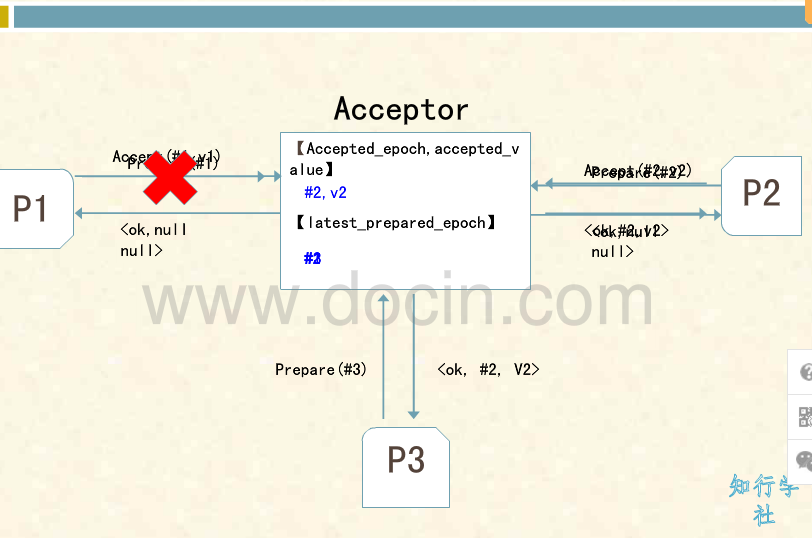 Acceptor
【Accepted_epoch,accepted_v
alue】
#2,v2
【latest_prepared_epoch】
P1
<ok,null
null>
P2
null>
Prepare(#3)
<ok, #2, V2>
P3
www.docin.com
知行学
社